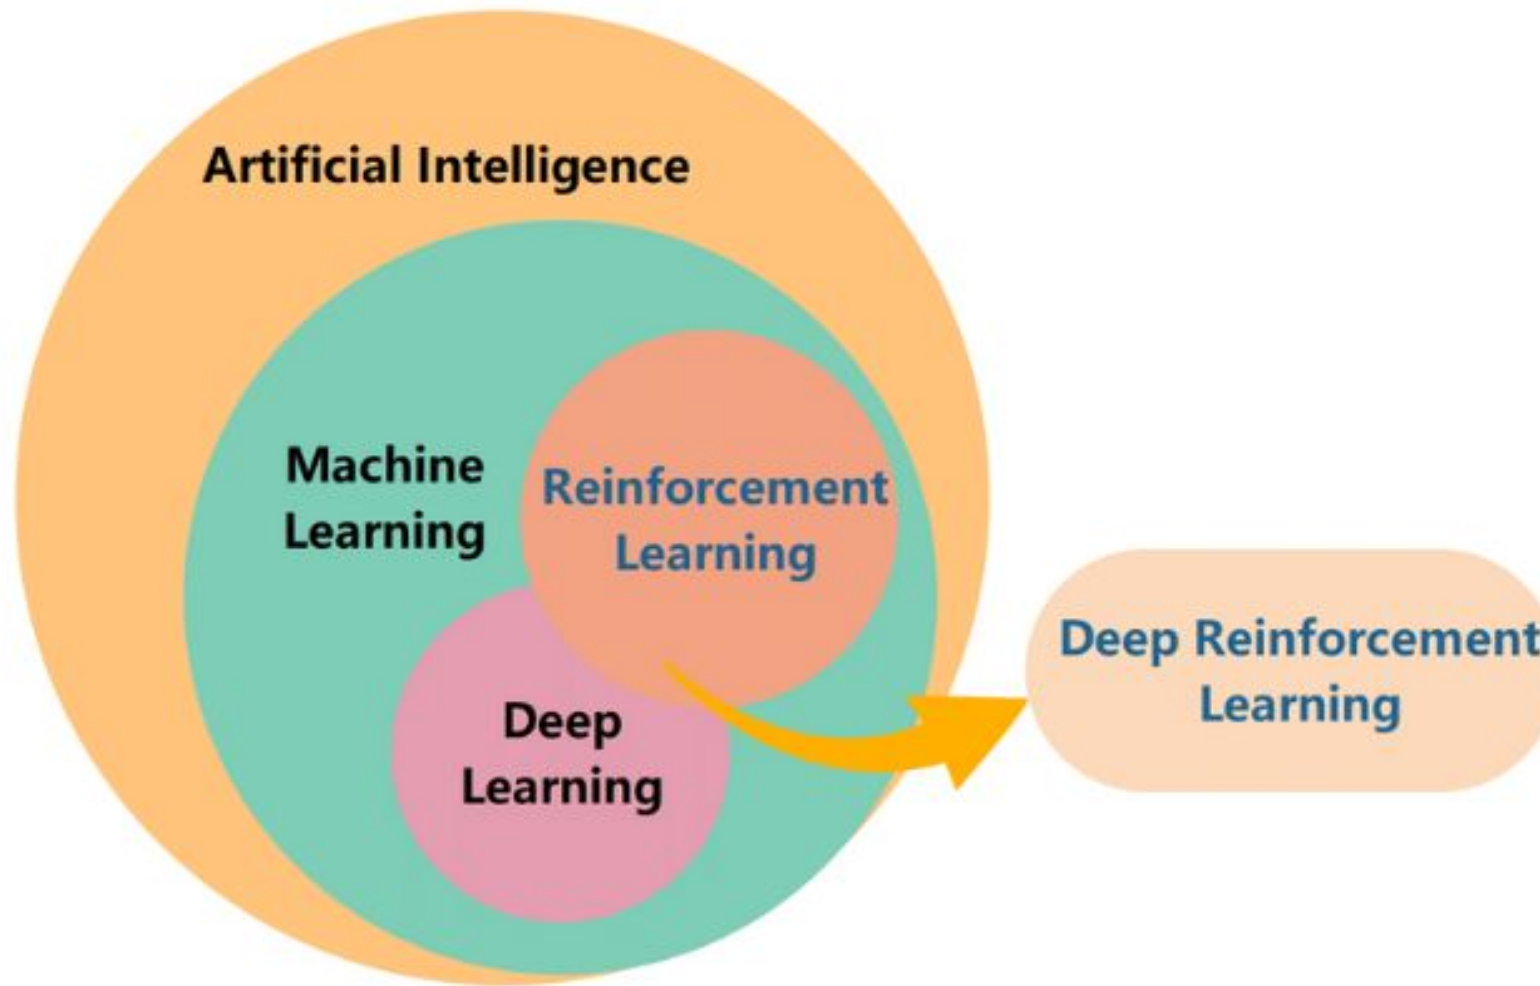 Artificial Intelligence
Machine
Learning
Reinforcement
Learning
Deep
Learning
Deep Reinforcement
Learning